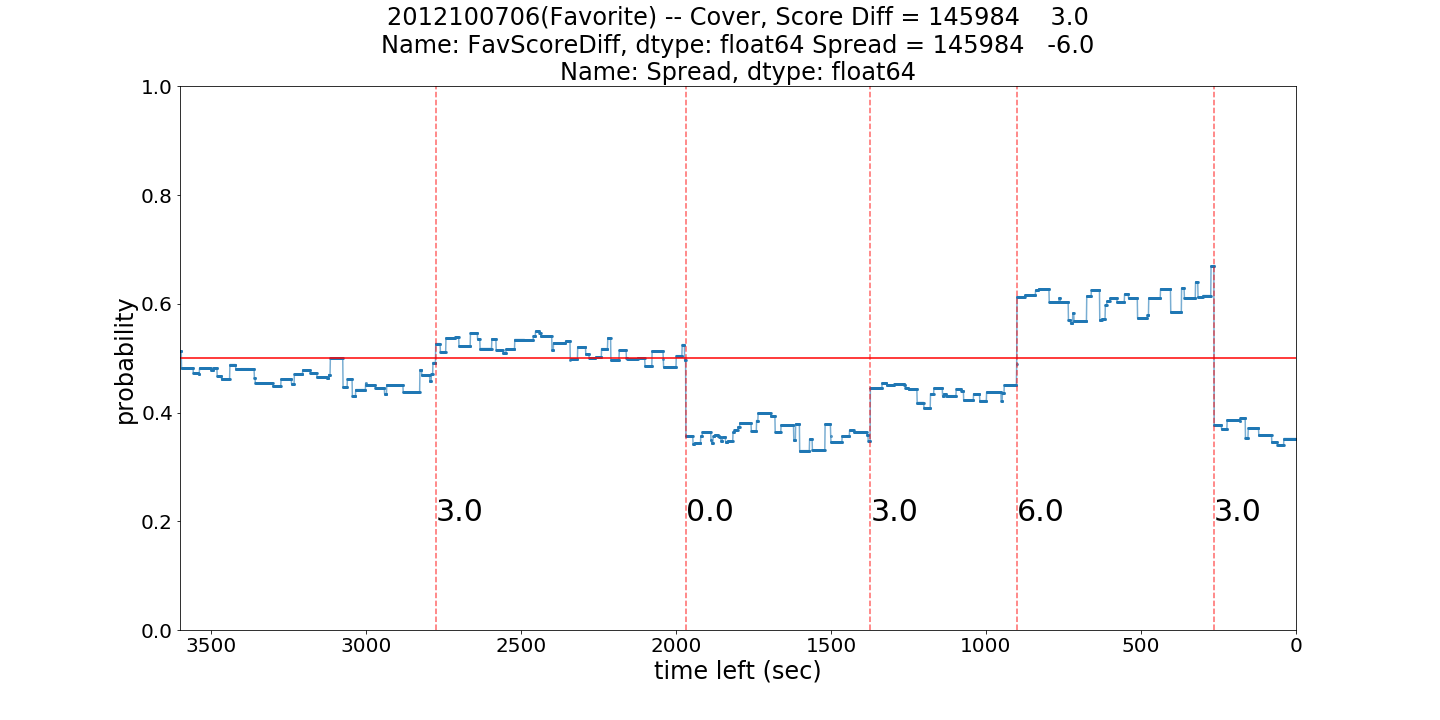 2012100706(Favorite) -- Cover, Score Diff = 145984    3.0
Name: FavScoreDiff, dtype: float64 Spread = 145984   -6.0
Name: Spread, dtype: float64
1.0
0.8
0.6
0.4
0.2
0.0
probability
3.0 0.0 3.0 6.0 3.0
3500 3000 2500 2000 1500 1000 500 0
time left (sec)